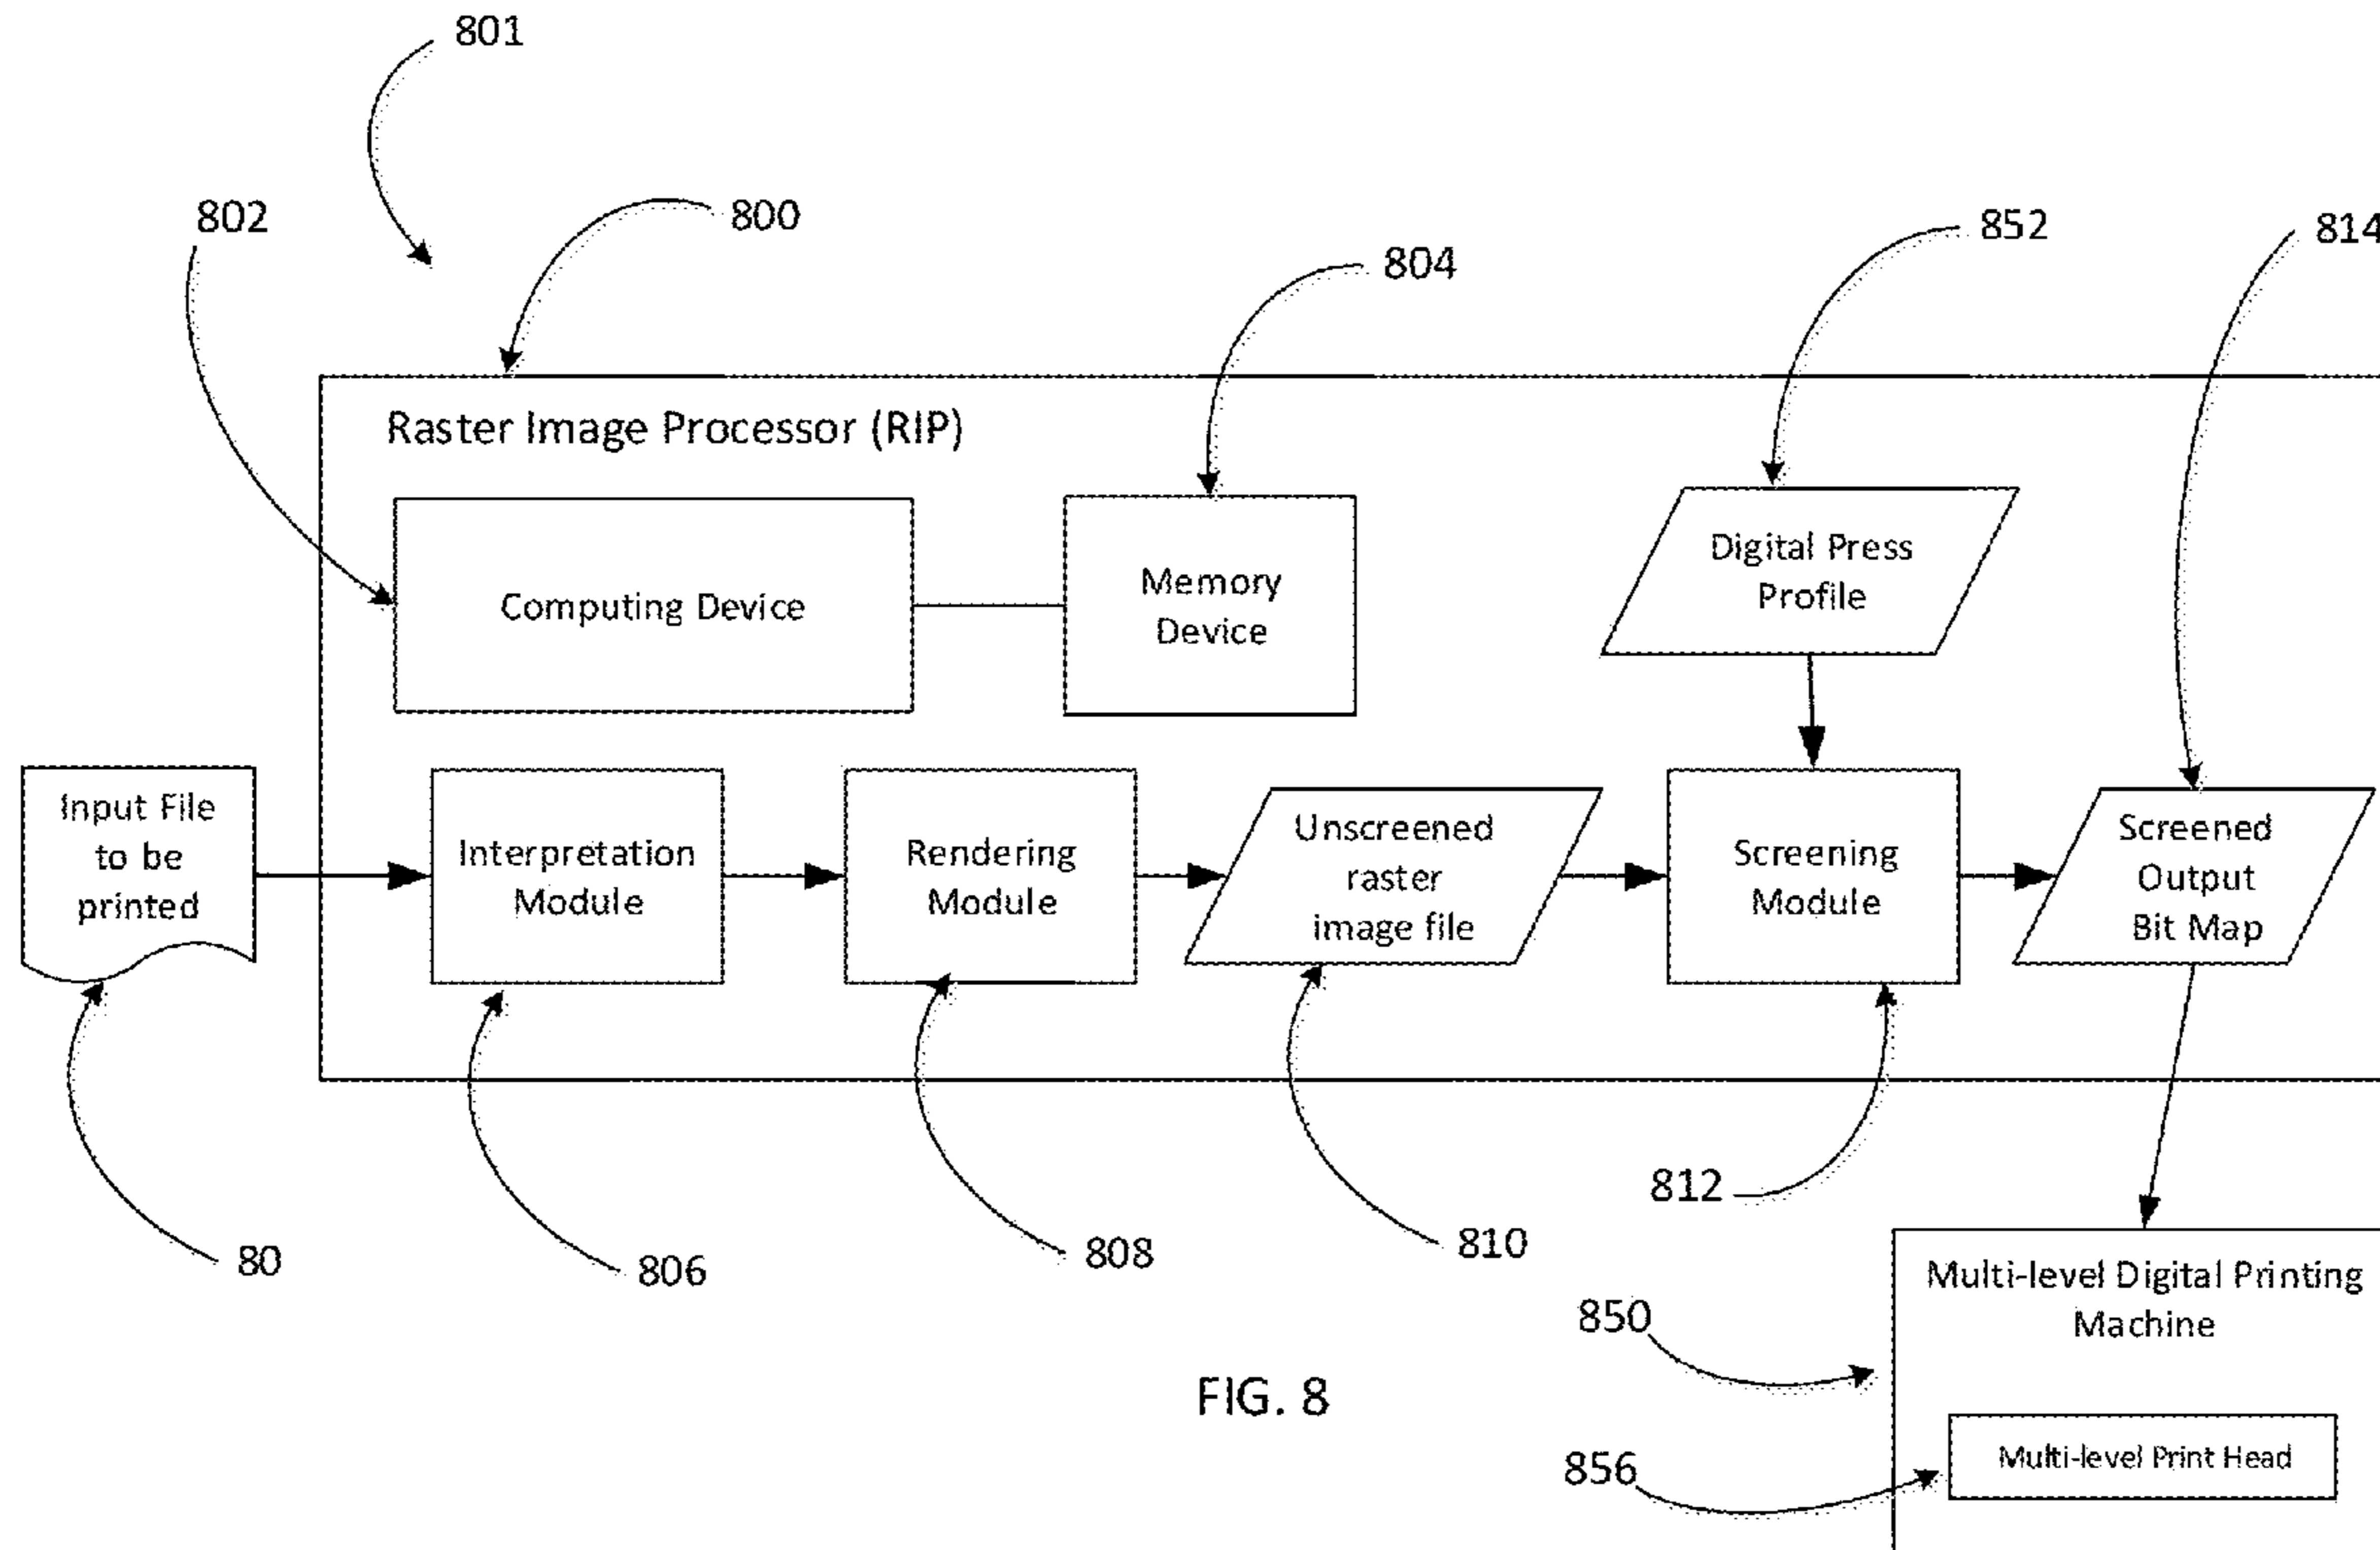 801
802
800
804
852
814
Raster Image Processor (RIP)
Computing Device
Memory
Device
Digital Press
Profile
Input File
to be
printed
Interpretation
Module
Rendering
Module
Unscreened
raster
image file
Screening
Module
Screened
Output
Bit Map
80
806
808
810
812
850
Multi-level Digital Printing
Machine
FIG. 8
856
Multi-level Print Head